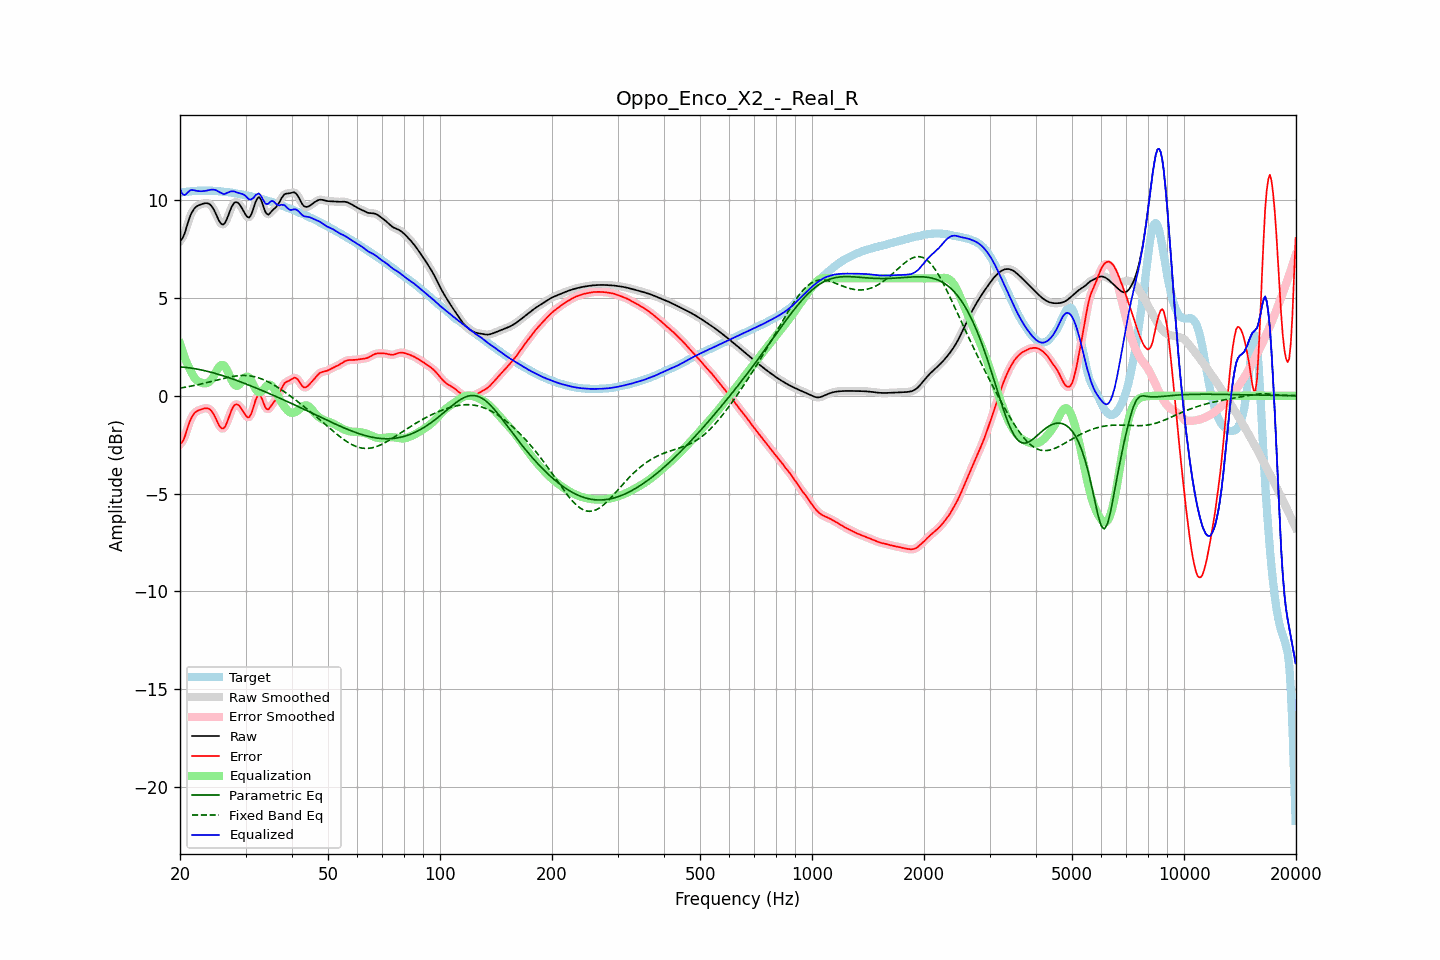 Oppo_Enco_X2_-_Real_R
Amplitude (dBr)
10
5
0
−5
−10
−15
−20
Target
Raw Smoothed
Error Smoothed
Raw
Error
Equalization
Parametric Eq
Fixed Band Eq
Equalized
20 50 100 200 500 1000 2000 5000 10000 20000
Frequency (Hz)